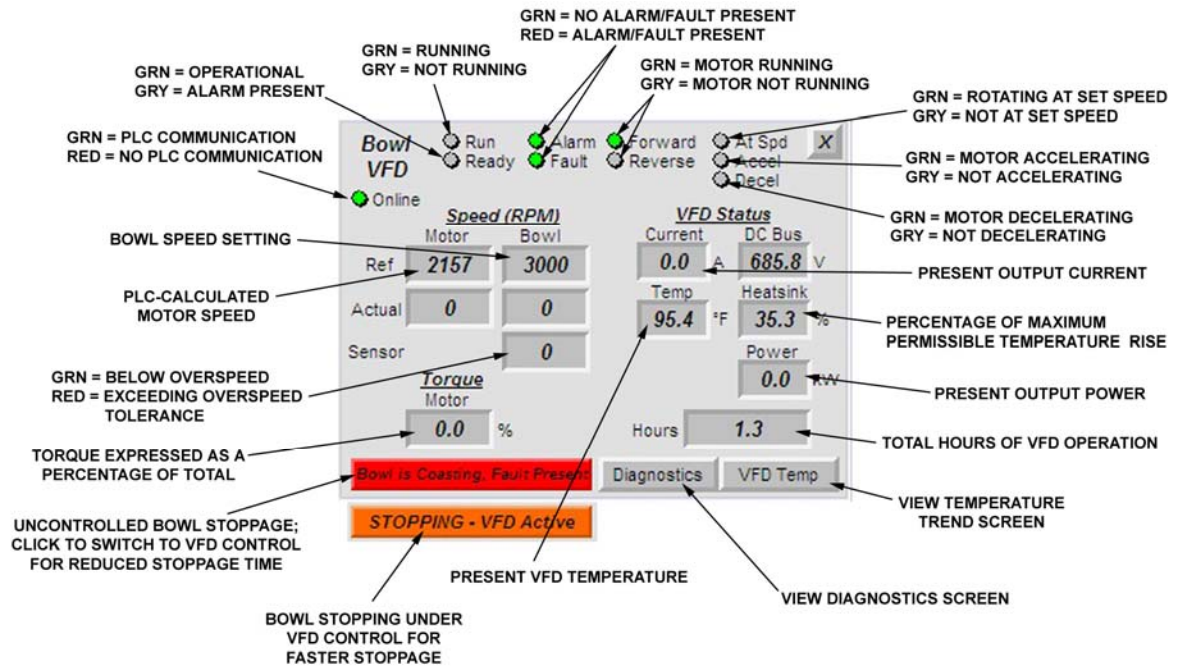 GRN = NO ALARM/FAULT PRESENT
RED = ALARM/FAULT PRESENT
GRN = RUNNING
GRY = NOT RUNNING
GRN = MOTOR RUNNING
GRY = MOTOR NOT RUNNING
GRN = OPERATIONAL
GRY = ALARM PRESENT
GRN = ROTATING AT SET SPEED
GRY = NOT AT SET SPEED
GRN = PLC COMMUNICATION
RED = NO PLC COMMUNICATION
GRN = MOTOR ACCELERATING
GRY = NOT ACCELERATING
GRN = MOTOR DECELERATING
GRY = NOT DECELERATING
Bowl
VFD
Run
Ready
Alarm
Fault
Forward
Reverse
At Spd
Accel
Decel
X
Online
Speed (RPM)
Motor Bowl
Ref 2157 3000
Actual 0 0
Sensor 0
Torque
Motor
0.0 %
VFD Status
Current DC Bus
0.0 A 685.8 V
Temp Heatsink
95.4 °F 35.3 %
Power
0.0 kW
Hours 1.3
Bowl is Coasting, Fault Present
Diagnostics
VFD Temp
STOPPING - VFD Active
BOWL SPEED SETTING
PLC-CALCULATED
MOTOR SPEED
GRN = BELOW OVERSPEED
RED = EXCEEDING OVERSPEED
TOLERANCE
TORQUE EXPRESSED AS A
PERCENTAGE OF TOTAL
UNCONTROLLED BOWL STOPPAGE;
CLICK TO SWITCH TO VFD CONTROL
FOR REDUCED STOPPAGE TIME
BOWL STOPPING UNDER
VFD CONTROL FOR
FASTER STOPPAGE
PRESENT OUTPUT CURRENT
PERCENTAGE OF MAXIMUM
PERMISSIBLE TEMPERATURE RISE
PRESENT OUTPUT POWER
TOTAL HOURS OF VFD OPERATION
VIEW TEMPERATURE
TREND SCREEN
PRESENT VFD TEMPERATURE
VIEW DIAGNOSTICS SCREEN